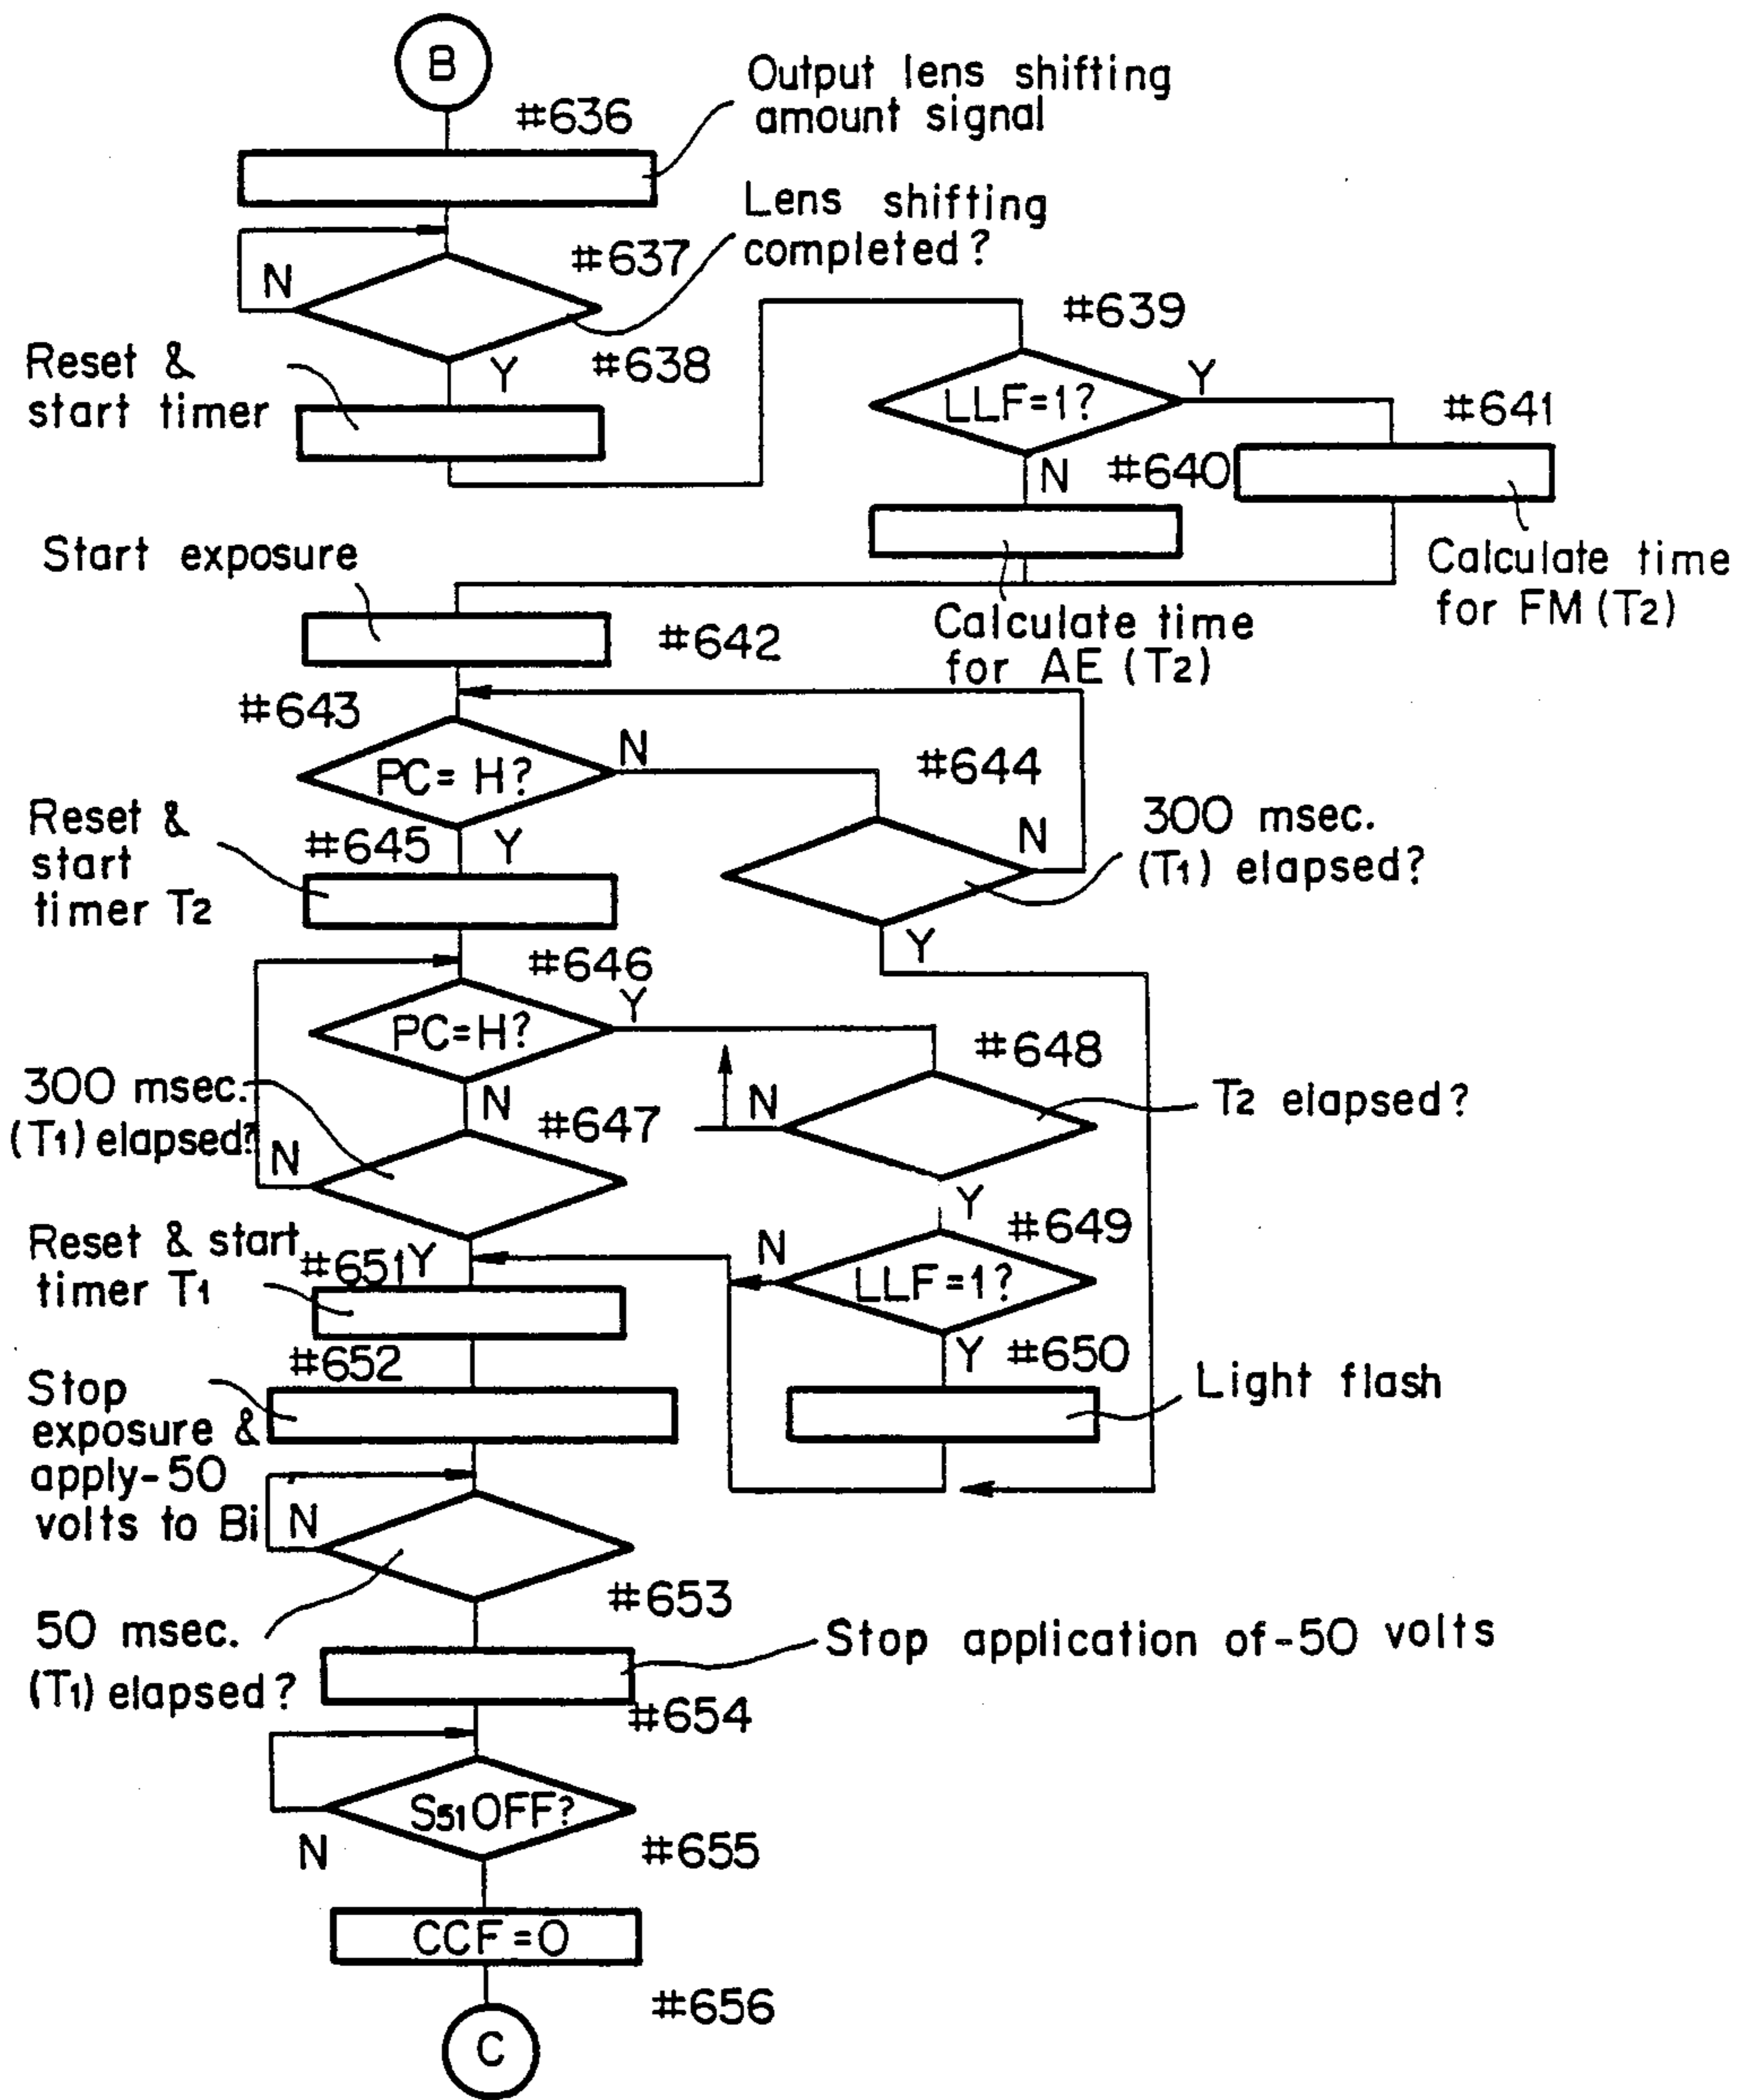 B
Output lens shifting
amount signal
#636
Lens shifting
completed?
#637
N
#638
Y
Reset &
start timer
#639
LLF=1?
Y
#641
N
#640
Start exposure
Calculate time
for FM (T2)
Calculate time
for AE (T2)
#642
#643
PC= H?
N
#644
300 msec.
(T1) elapsed?
N
Reset &
start
timer T2
#645
Y
Y
#646
PC=H?
Y
#648
300 msec.
(T1) elapsed?
N
N
T2 elapsed?
#647
N
Y
Reset & start
timer T1
#651
Y
#649
N
LLF=1?
#652
Y
#650
Stop
exposure &
apply-50
volts to Bi
Light flash
N
#653
50 msec.
(T1) elapsed?
Stop application of-50 volts
#654
S51OFF?
N
#655
CCF=0
#656
C